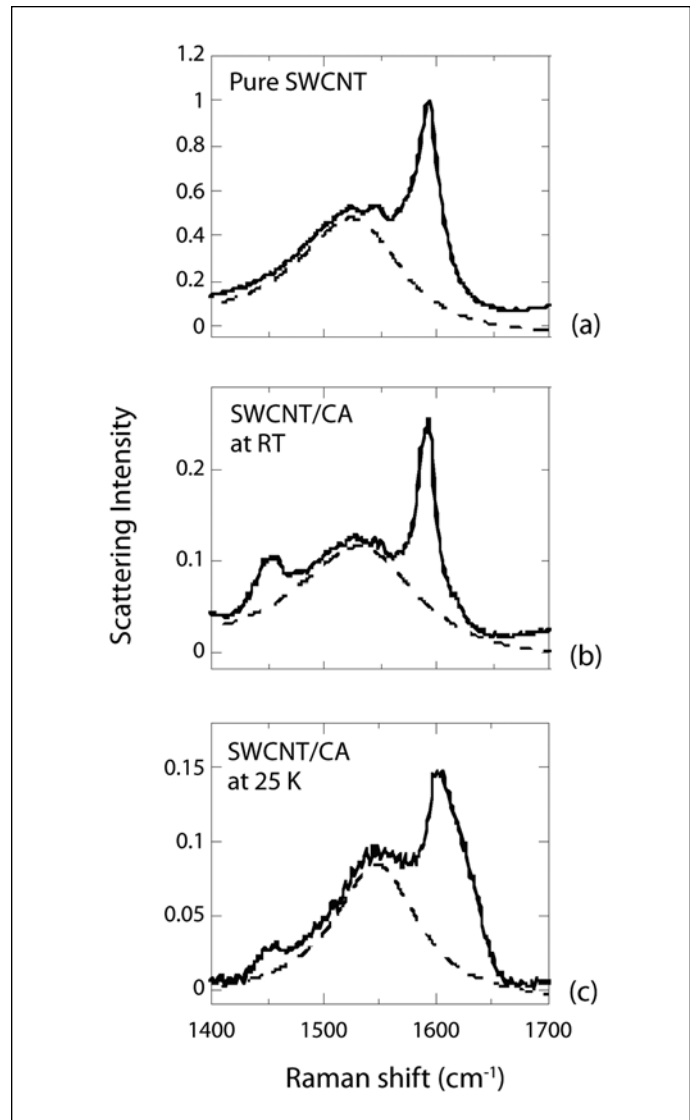 1.2
Pure SWCNT
1
0.8
0.6
0.4
0.2
0
(a)
SWCNT/CA
at RT
0.2
0.1
0
(b)
Scattering Intensity
SWCNT/CA
at 25 K
0.15
0.1
0.05
0
(c)
1400 1500 1600 1700
Raman shift (cm⁻¹)